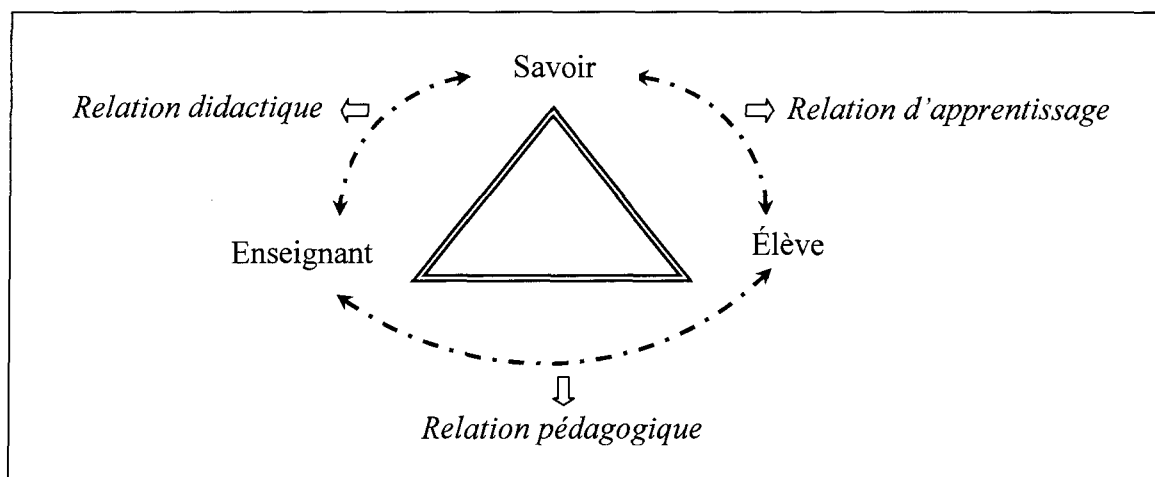 Savoir
Relation didactique
Relation d'apprentissage
Enseignant
Élève
Relation pédagogique